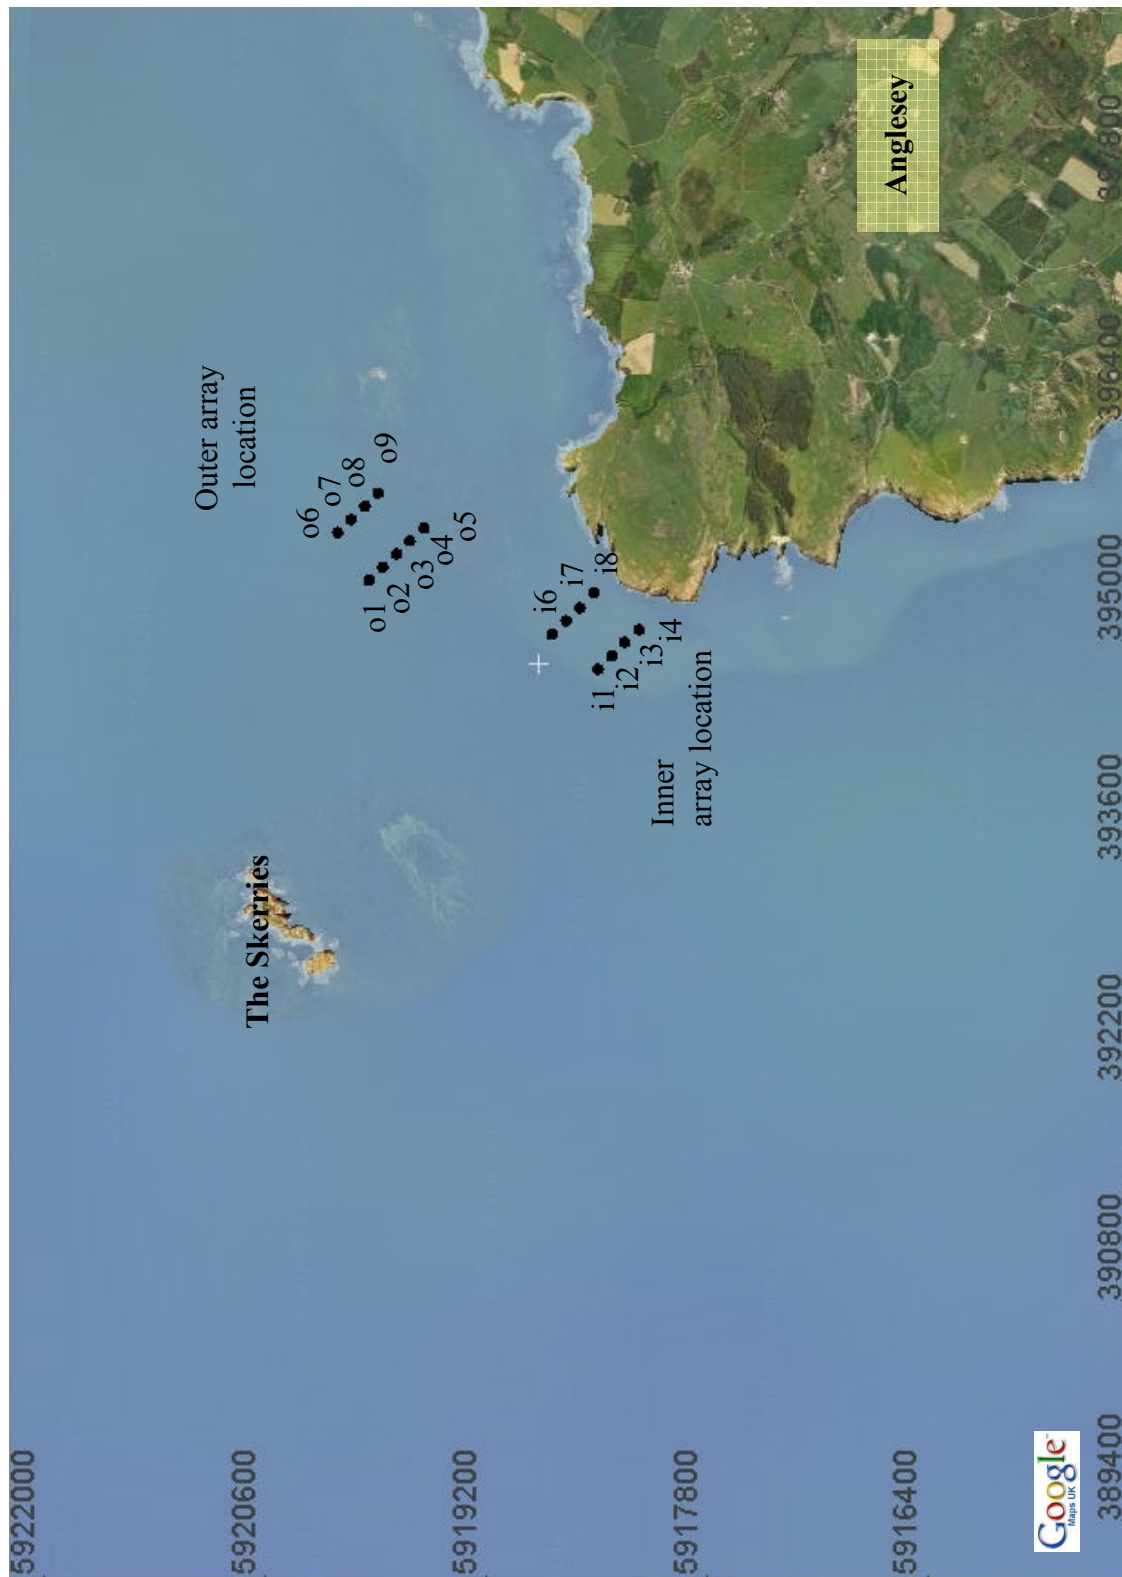 5922000
5920600
5919200
5917800
5916400
The Skerries
Outer array
location
o6
o7
o8
o9
o1
o2
o3
o4
o5
i6
i7
i8
i1
i2
i3
i4
Inner
array location
Anglesey
Google™
Maps UK
389400
390800
392200
393600
395000
396400
397800